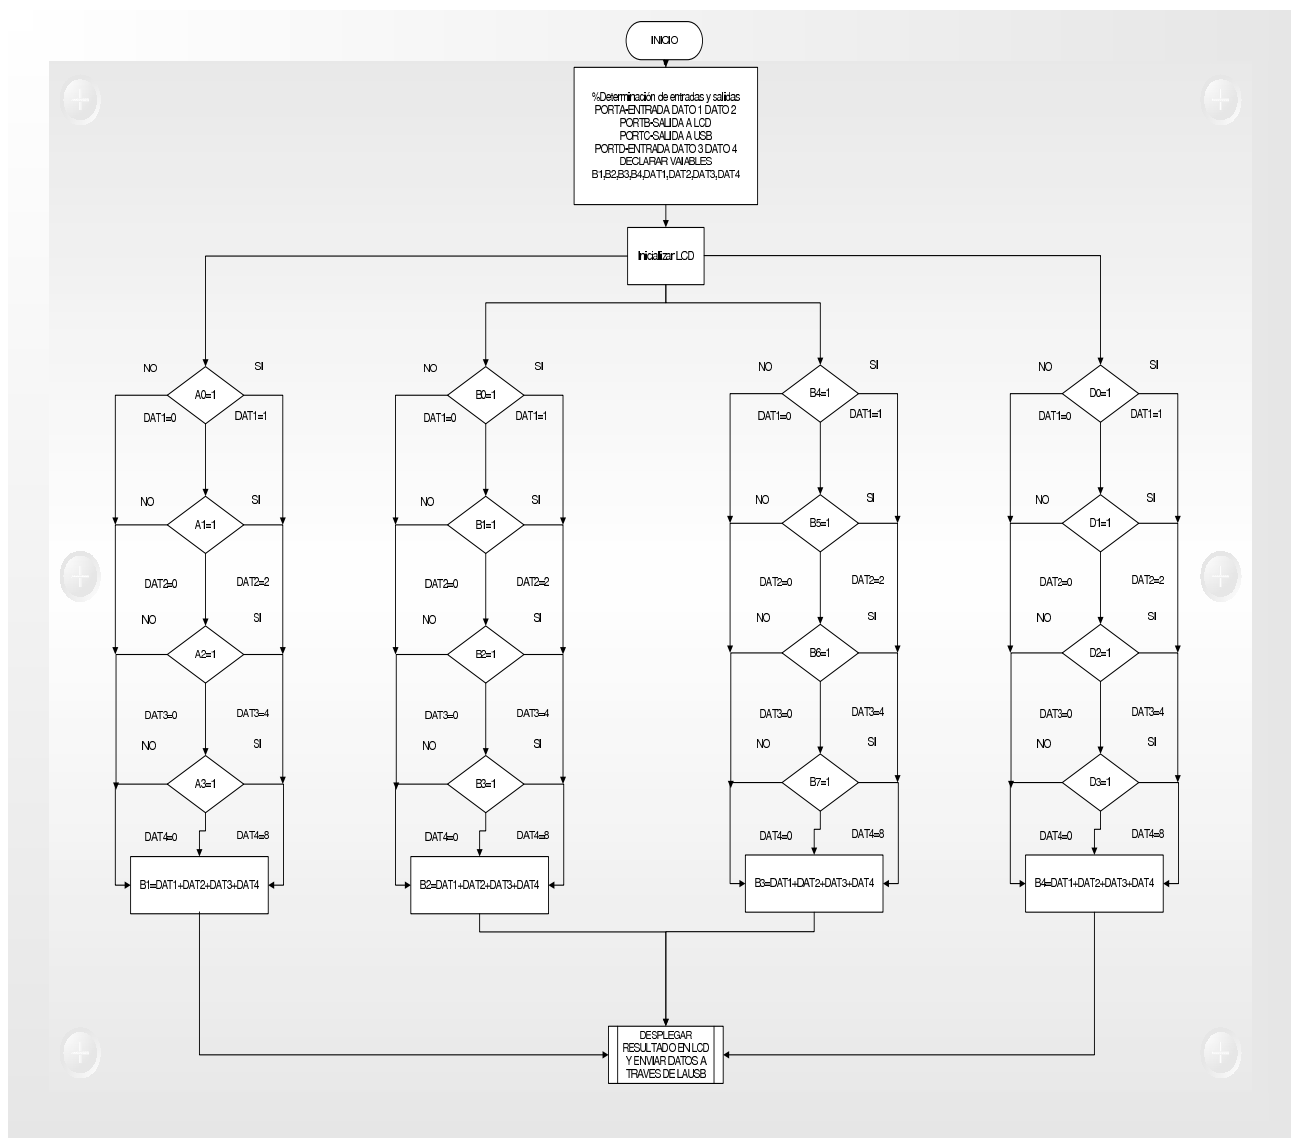 INICIO
%Determinación de entradas y salidas
PORTA-ENTRADA DATO 1 DATO 2
PORTB-SALIDA A LCD
PORTC-SALIDA A USB
PORTD-ENTRADA DATO 3 DATO 4
DECLARAR VAIABLES
B1,B2,B3,B4,DAT1,DAT2,DAT3,DAT4
Inicializar LCD
NO
SI
A0=1
DAT1=0
DAT1=1
NO
SI
A1=1
DAT2=0
DAT2=2
NO
SI
A2=1
DAT3=0
DAT3=4
NO
SI
A3=1
DAT4=0
DAT4=8
B1=DAT1+DAT2+DAT3+DAT4
NO
SI
B0=1
DAT1=0
DAT1=1
NO
SI
B1=1
DAT2=0
DAT2=2
NO
SI
B2=1
DAT3=0
DAT3=4
NO
SI
B3=1
DAT4=0
DAT4=8
B2=DAT1+DAT2+DAT3+DAT4
NO
SI
B4=1
DAT1=0
DAT1=1
NO
SI
B5=1
DAT2=0
DAT2=2
NO
SI
B6=1
DAT3=0
DAT3=4
NO
SI
B7=1
DAT4=0
DAT4=8
B3=DAT1+DAT2+DAT3+DAT4
NO
SI
D0=1
DAT1=0
DAT1=1
NO
SI
D1=1
DAT2=0
DAT2=2
NO
SI
D2=1
DAT3=0
DAT3=4
NO
SI
D3=1
DAT4=0
DAT4=8
B4=DAT1+DAT2+DAT3+DAT4
DESPLEGAR
RESULTADO EN LCD
Y ENVIAR DATOS A
TRAVES DE LA USB